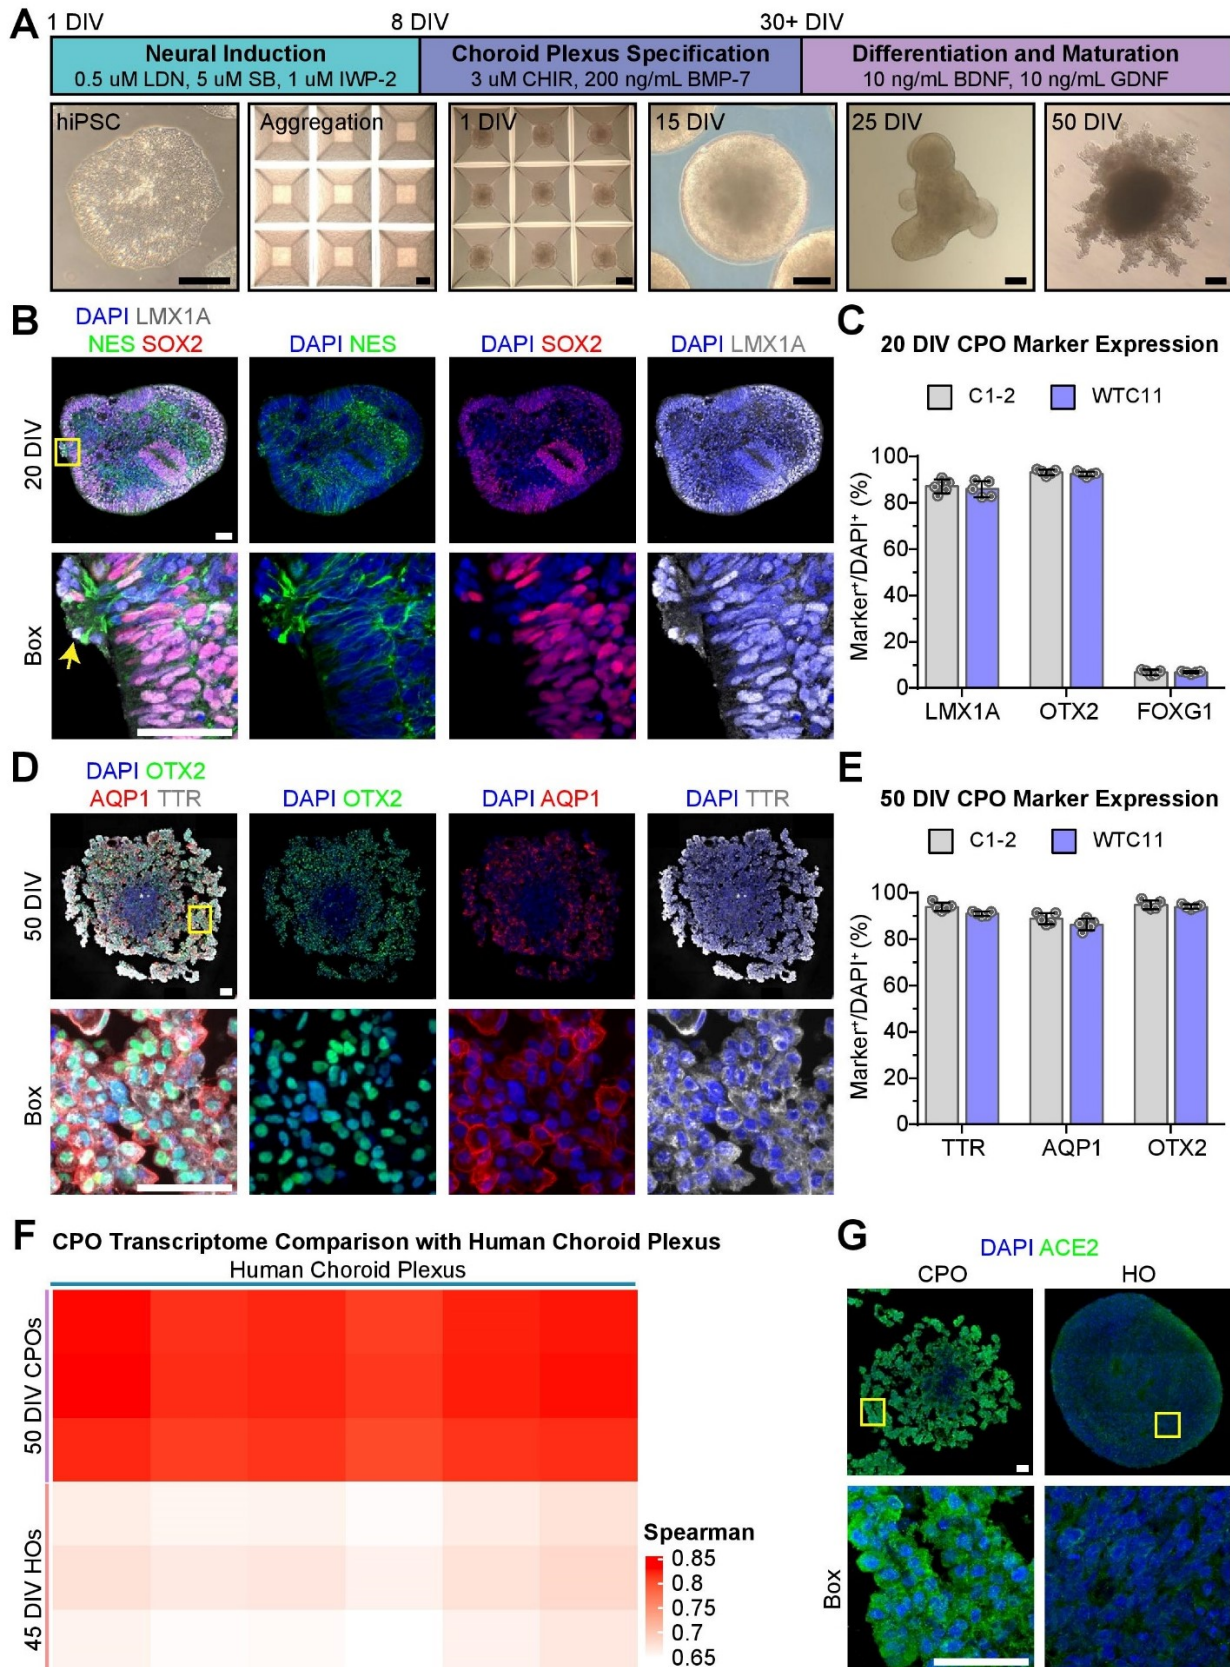 A
1 DIV 8 DIV 30+ DIV
Neural Induction
0.5 uM LDN, 5 uM SB, 1 uM IWP-2
Choroid Plexus Specification
3 uM CHIR, 200 ng/mL BMP-7
Differentiation and Maturation
10 ng/mL BDNF, 10 ng/mL GDNF
hiPSC Aggregation 1 DIV 15 DIV 25 DIV 50 DIV
B
DAPI LMX1A
NES SOX2 DAPI NES DAPI SOX2 DAPI LMX1A
20 DIV
Box
C
20 DIV CPO Marker Expression
C1-2 WTC11
Marker⁺/DAPI⁺ (%)
100
80
60
40
20
0
LMX1A OTX2 FOXG1
D
DAPI OTX2
AQP1 TTR DAPI OTX2 DAPI AQP1 DAPI TTR
50 DIV
Box
E
50 DIV CPO Marker Expression
C1-2 WTC11
Marker⁺/DAPI⁺ (%)
100
80
60
40
20
0
TTR AQP1 OTX2
F
CPO Transcriptome Comparison with Human Choroid Plexus
Human Choroid Plexus
50 DIV CPOs
45 DIV HOs
Spearman
0.85
0.8
0.75
0.7
0.65
G
DAPI ACE2
CPO HO
Box